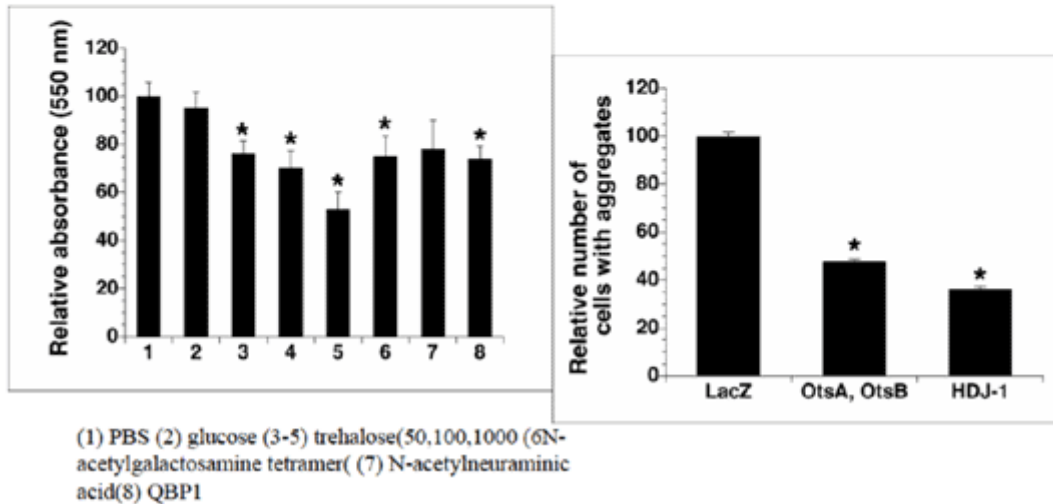 Relative absorbance (550 nm)
120
100
80
60
40
20
0
* * * * *
1 2 3 4 5 6 7 8
Relative number of
cells with aggregates
120
100
80
60
40
20
0
* *
LacZ OtsA, OtsB HDJ-1
(1) PBS (2) glucose (3-5) trehalose(50,100,1000 (6N-
acetylgalactosamine tetramer( (7) N-acetylneuraminic
acid(8) QBP1